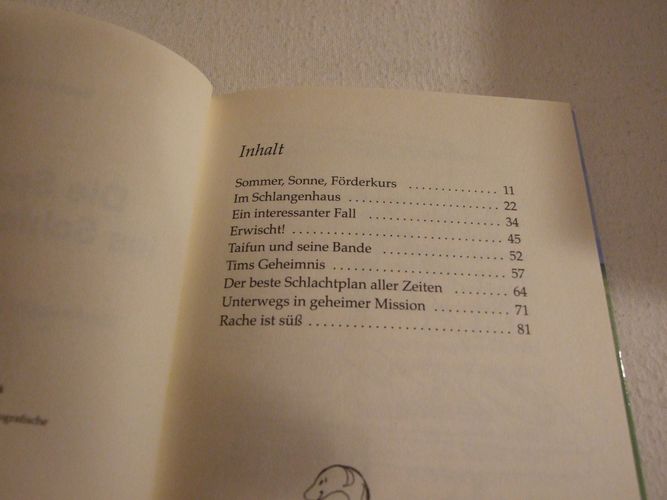 Inhalt
Sommer, Sonne, Förderkurs .................... 11
Im Schlangenhaus ................................ 22
Ein interessanter Fall ............................ 34
Erwischt! ............................................ 45
Taifun und seine Bande ......................... 52
Tims Geheimnis ................................... 57
Der beste Schlachtplan aller Zeiten .......... 64
Unterwegs in geheimer Mission .............. 71
Rache ist süß ....................................... 81